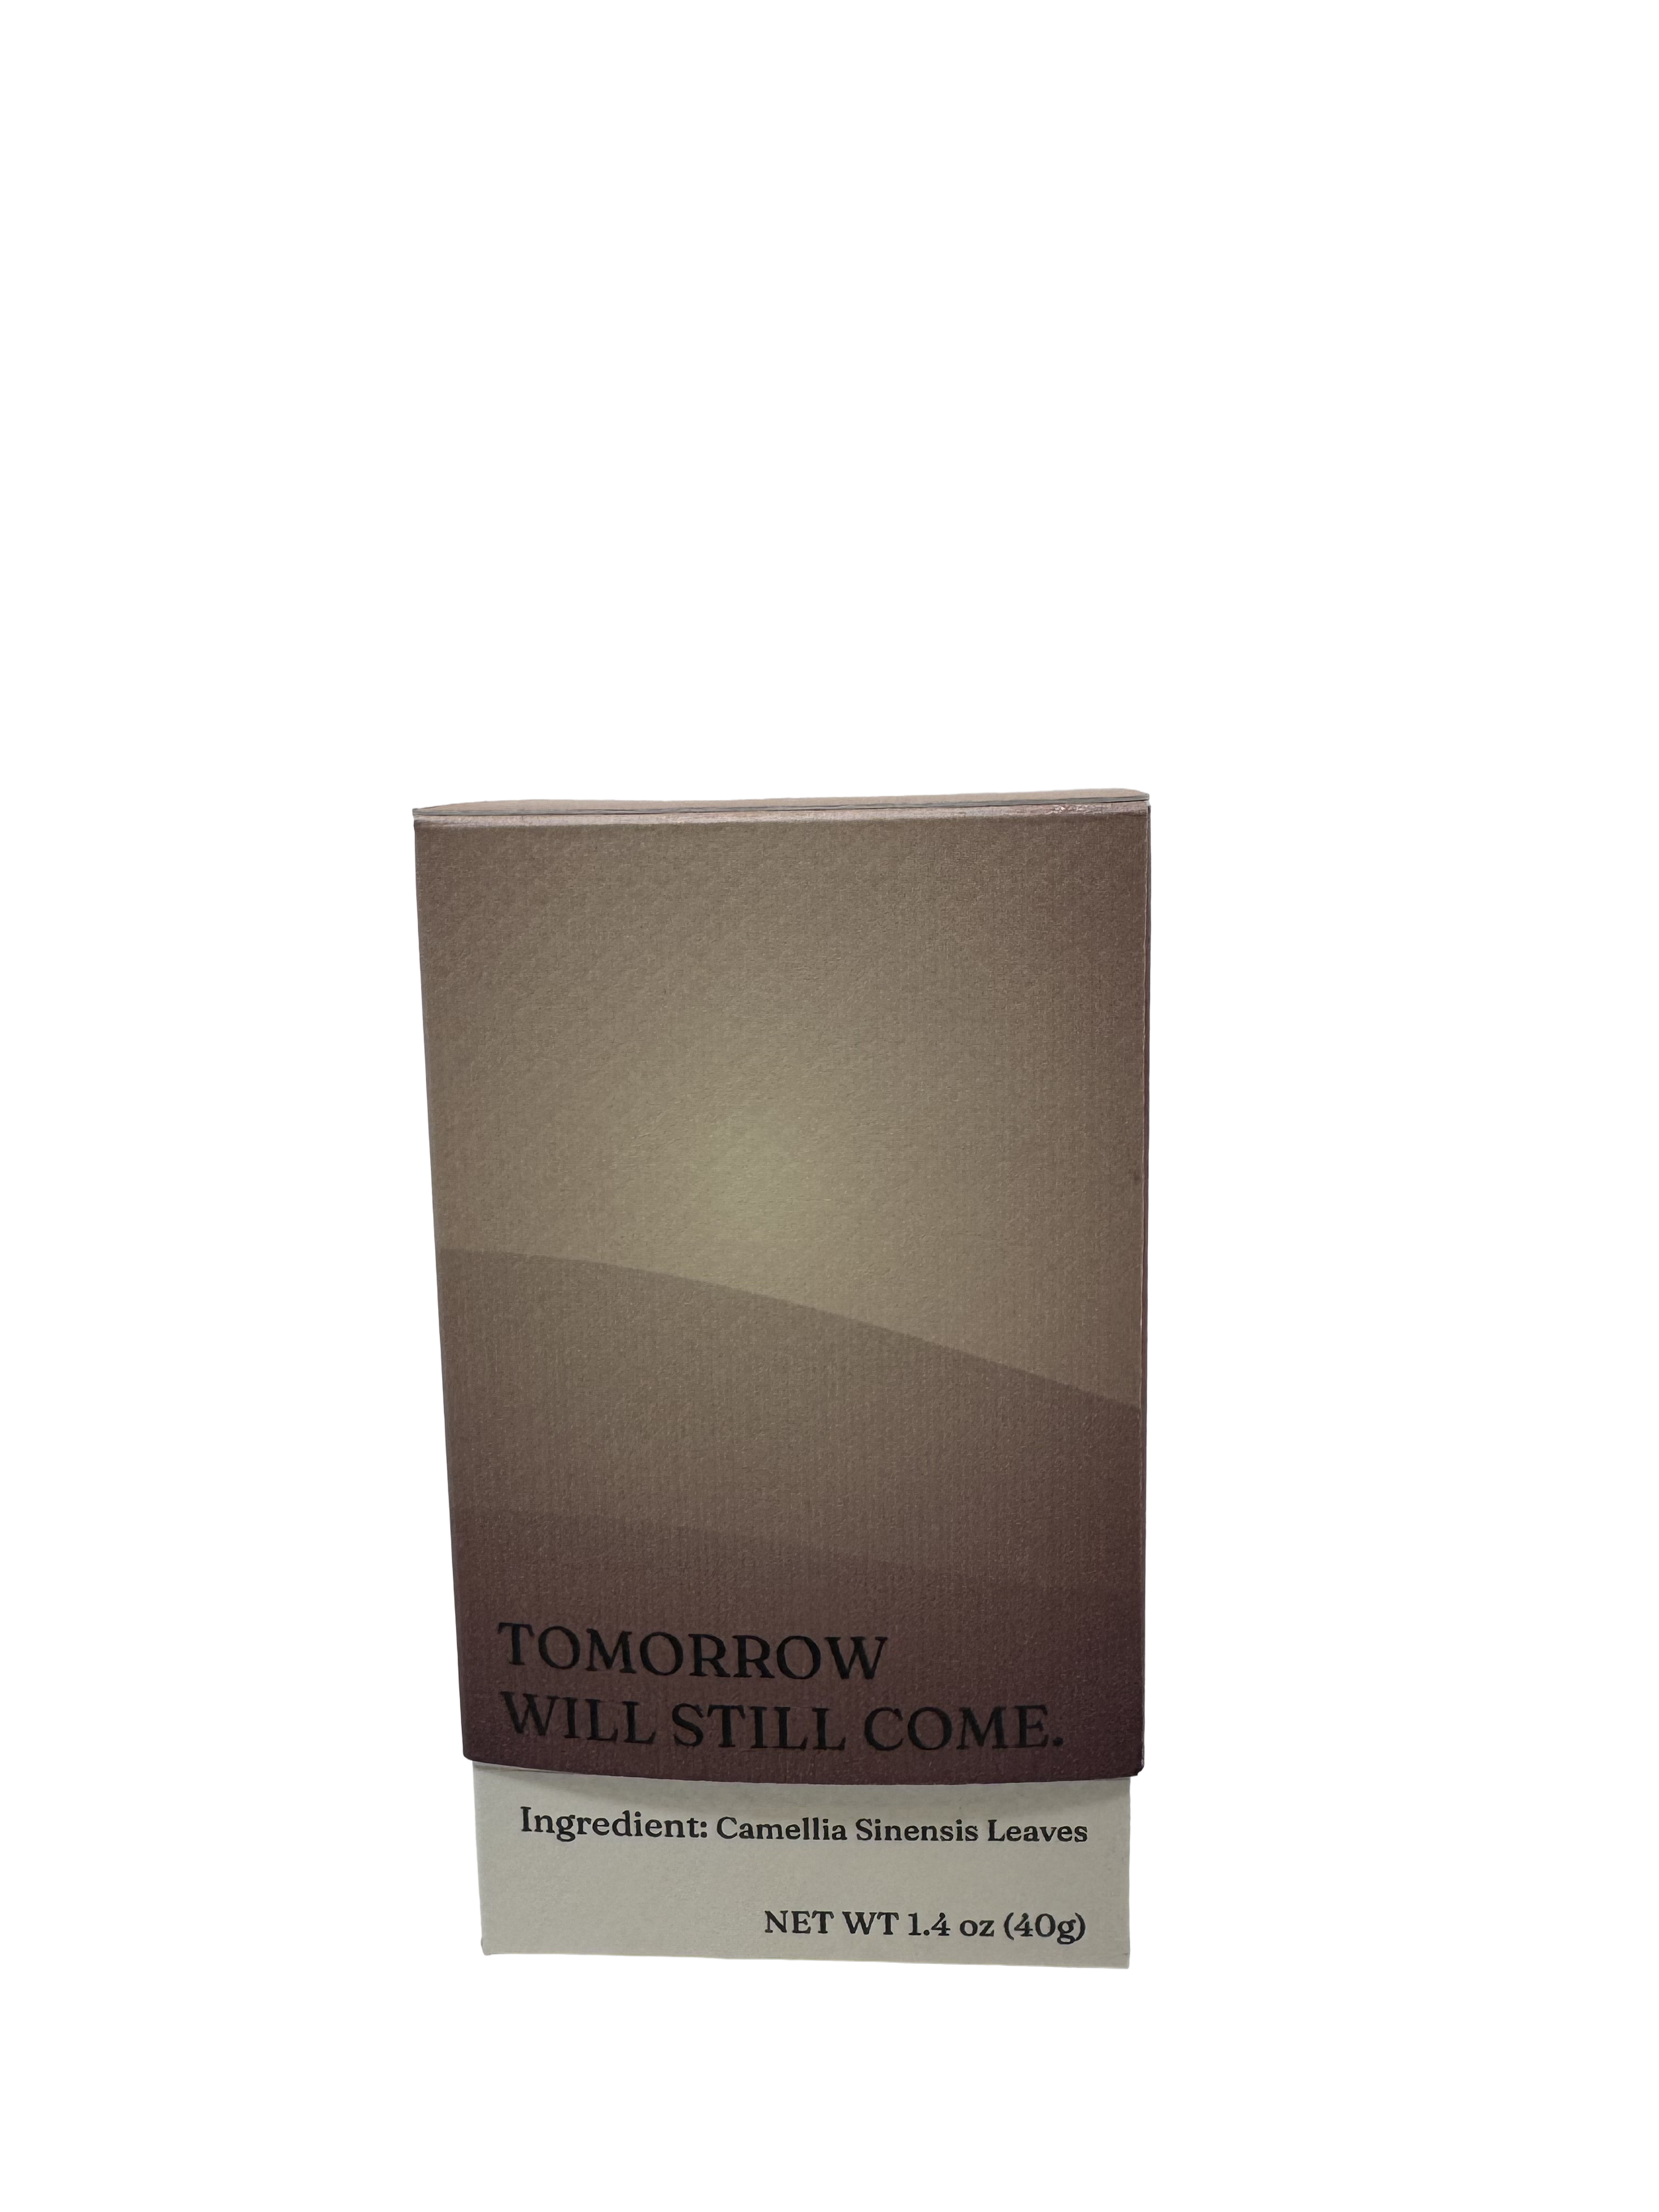 TOMORROW
WILL STILL COME.
Ingredient: Camellia Sinensis Leaves
NET WT 1.4 oz (40g)